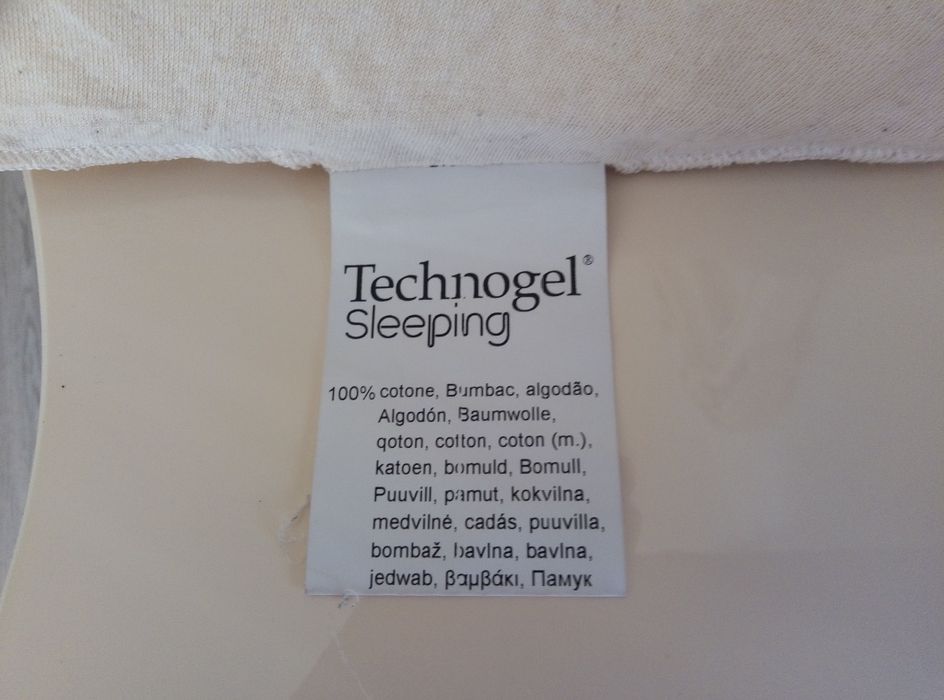 Technogel®
Sleeping
100% cotone, Bumbac, algodão,
Algodón, Baumwolle,
qoton, cotton, coton (m.),
katoen, bomuld, Bomull,
Puuvill, pamut, kokvilna,
medvilnė, cadás, puuvilla,
bombaž, bavlna, bavlna,
jedwab, βαμβάκι, Памук